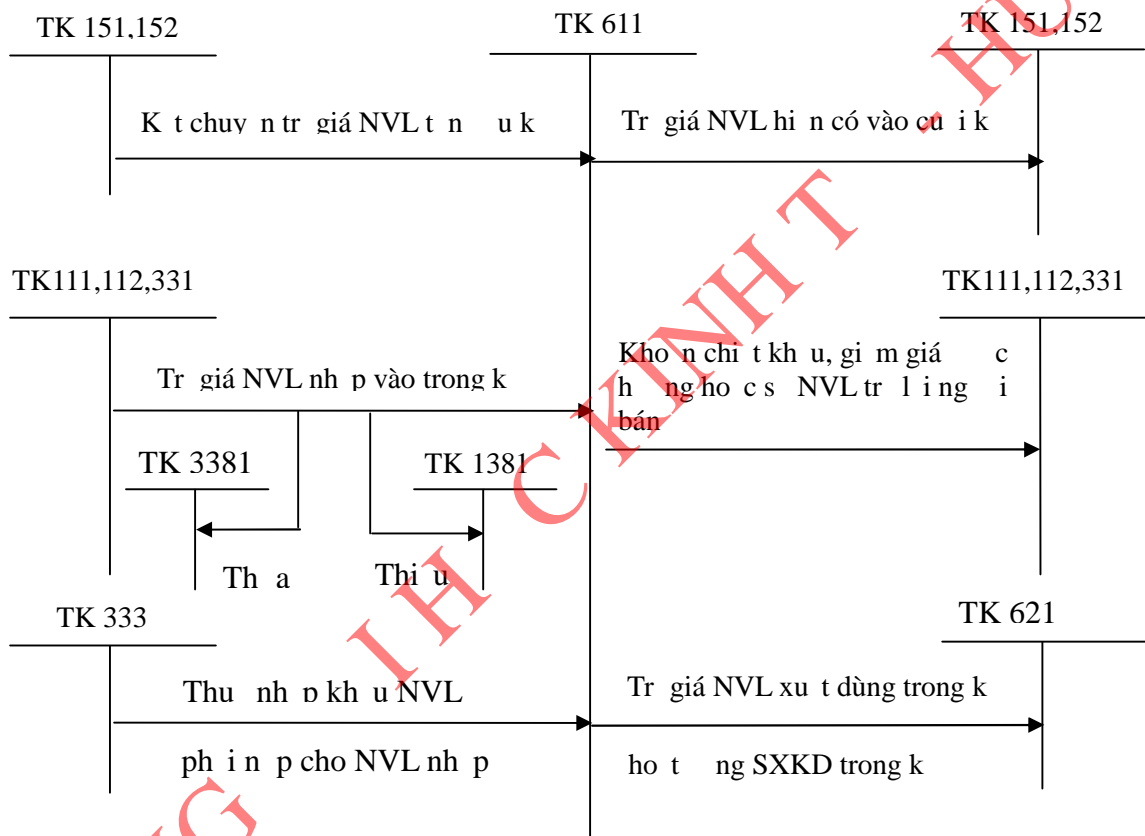 TK 151,152
TK 611
TK 151,152
K t chuy n tr giá NVL t n u k
Tr giá NVL hi n có vào cu i k
TK111,112,331
TK111,112,331
Tr giá NVL nh p vào trong k
Kho n chi t kh u, gi m giá c
h ng ho c s NVL tr l i ng i
bán
TK 3381
TK 1381
Th a
Thi u
TK 333
TK 621
Thu nh p kh u NVL
ph i n p cho NVL nh p
Tr giá NVL xu t dùng trong k
ho t ng SXKD trong k
NG I H C KINH T - HU